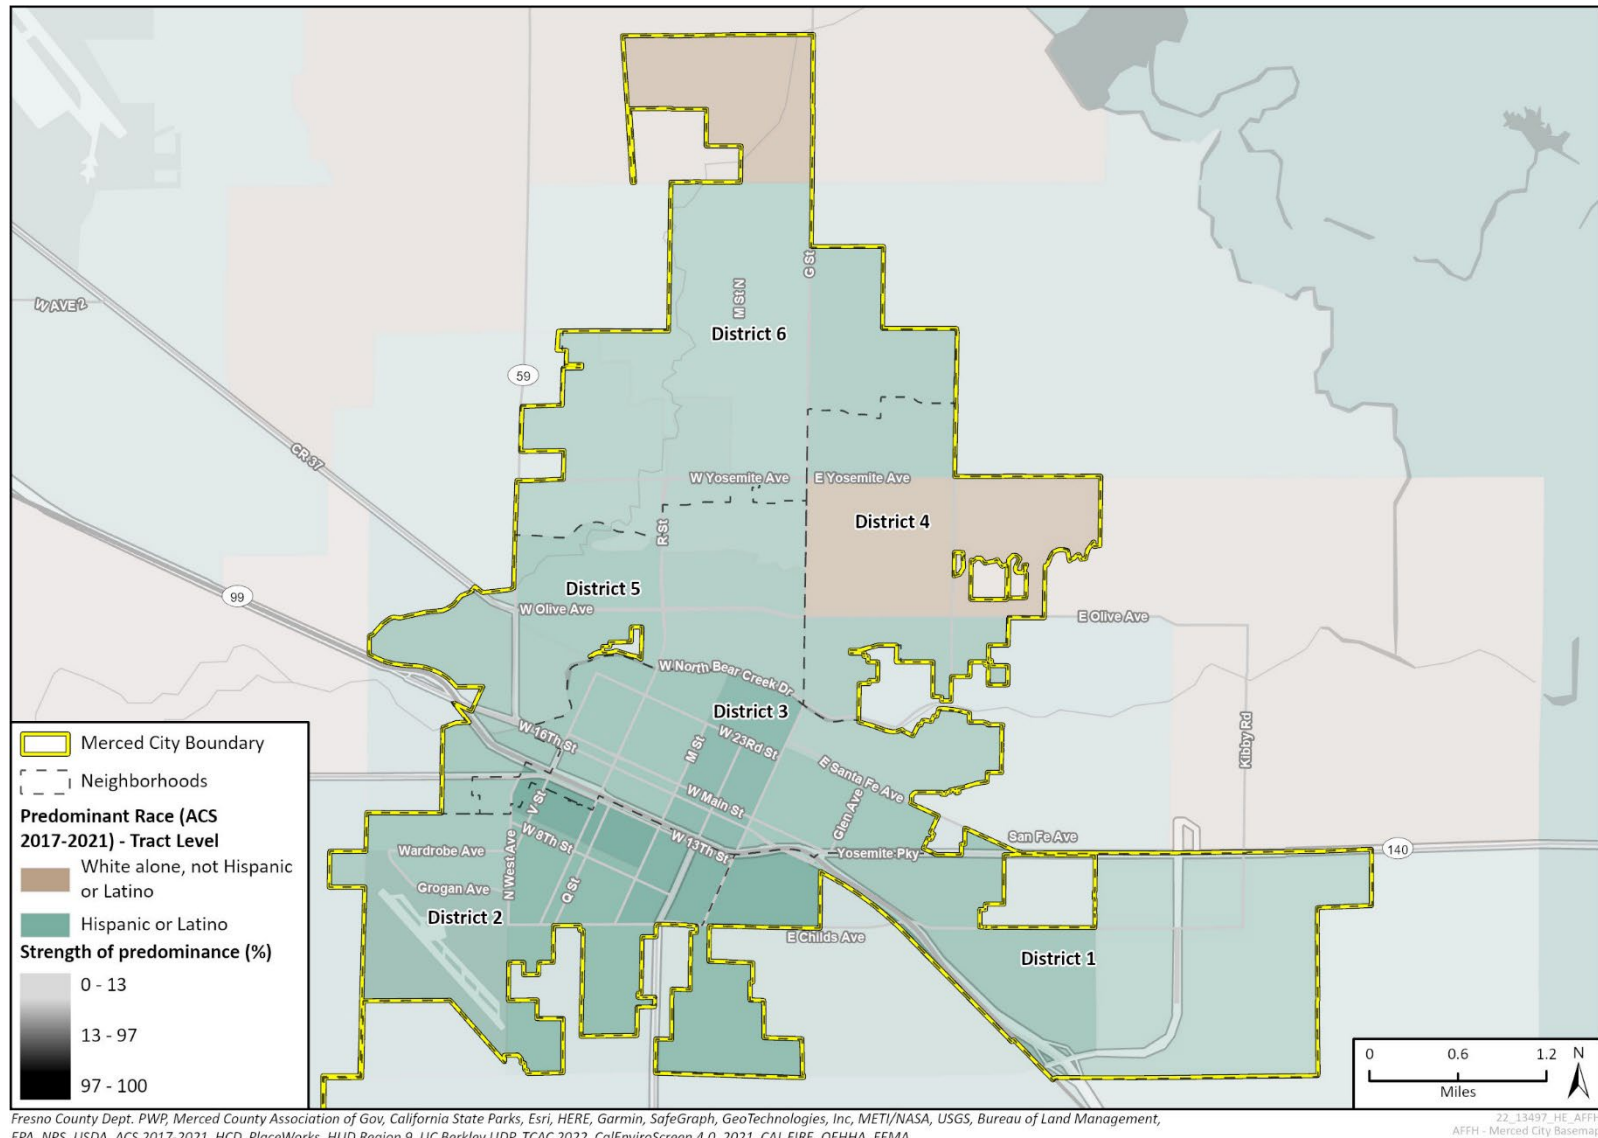 W AVE 2
M St N
G St
District 6
59
CR 37
W Yosemite Ave
E Yosemite Ave
District 4
R St
99
District 5
W Olive Ave
E Olive Ave
W North Bear Creek Dr
District 3
W 16Th St
M St
W 23Rd St
E Santa Fe Ave
Kibby Rd
W Main St
V St
Glen Ave
San Fe Ave
W 8Th St
W 13Th St
Yosemite Pky
140
Wardrobe Ave
N West Ave
Grogan Ave
Q St
District 2
E Childs Ave
District 1
Merced City Boundary
Neighborhoods
Predominant Race (ACS
2017-2021) - Tract Level
White alone, not Hispanic
or Latino
Hispanic or Latino
Strength of predominance (%)
0 - 13
13 - 97
97 - 100
0 0.6 1.2 N
Miles
Fresno County Dept. PWP, Merced County Association of Gov, California State Parks, Esri, HERE, Garmin, SafeGraph, GeoTechnologies, Inc, METI/NASA, USGS, Bureau of Land Management,
EPA, NPS, USDA, ACS 2017-2021, HCD, PlaceWorks, HUD Region 9, UC Berkley UDP, TCAC 2022, CalEnviroScreen 4.0, 2021, CAL FIRE, OEHHA, FEMA
22_13497_HE_AFFH
AFFH - Merced City Basemap